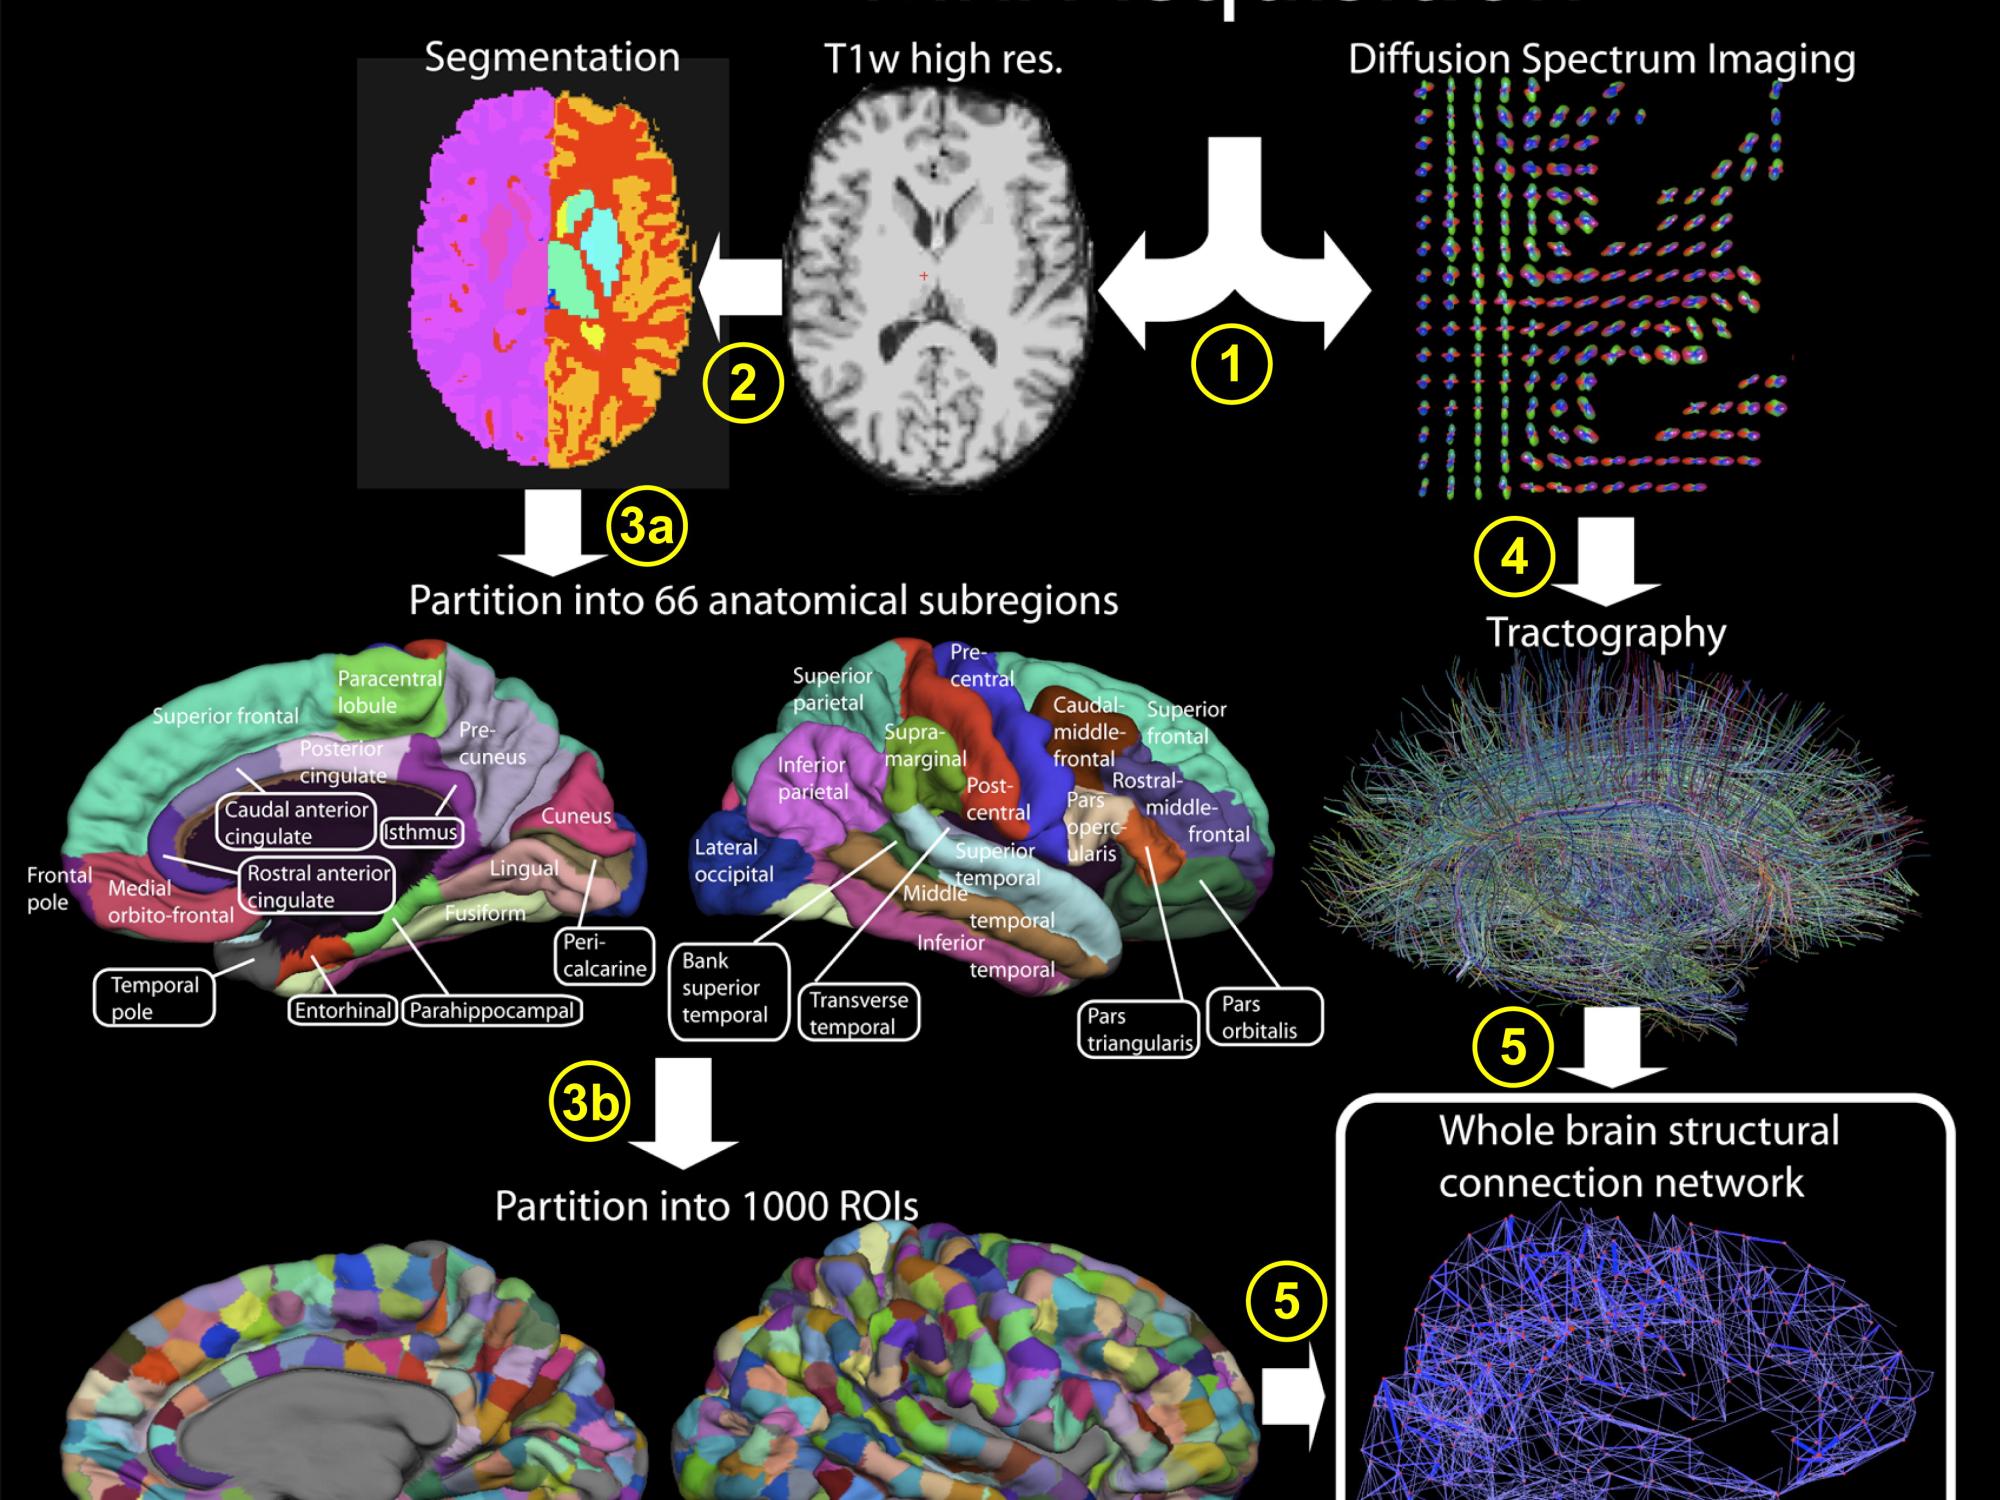 Segmentation
T1w high res.
Diffusion Spectrum Imaging
1
2
3a
4
Partition into 66 anatomical subregions
Tractography
Paracentral
lobule
Superior frontal
Pre-
cuneus
Posterior
cingulate
Caudal anterior
cingulate
Isthmus
Cuneus
Rostral anterior
cingulate
Lingual
Frontal
pole
Medial
orbito-frontal
Fusiform
Peri-
calcarine
Temporal
pole
Entorhinal
Parahippocampal
Pre-
central
Superior
parietal
Caudal-
middle-
frontal
Superior
frontal
Supra-
marginal
Inferior
parietal
Post-
central
Rostral-
middle-
frontal
Pars
operc-
ularis
Lateral
occipital
Superior
temporal
Middle
temporal
Inferior
temporal
Bank
superior
temporal
Transverse
temporal
Pars
triangularis
Pars
orbitalis
5
3b
Whole brain structural
connection network
Partition into 1000 ROIs
5